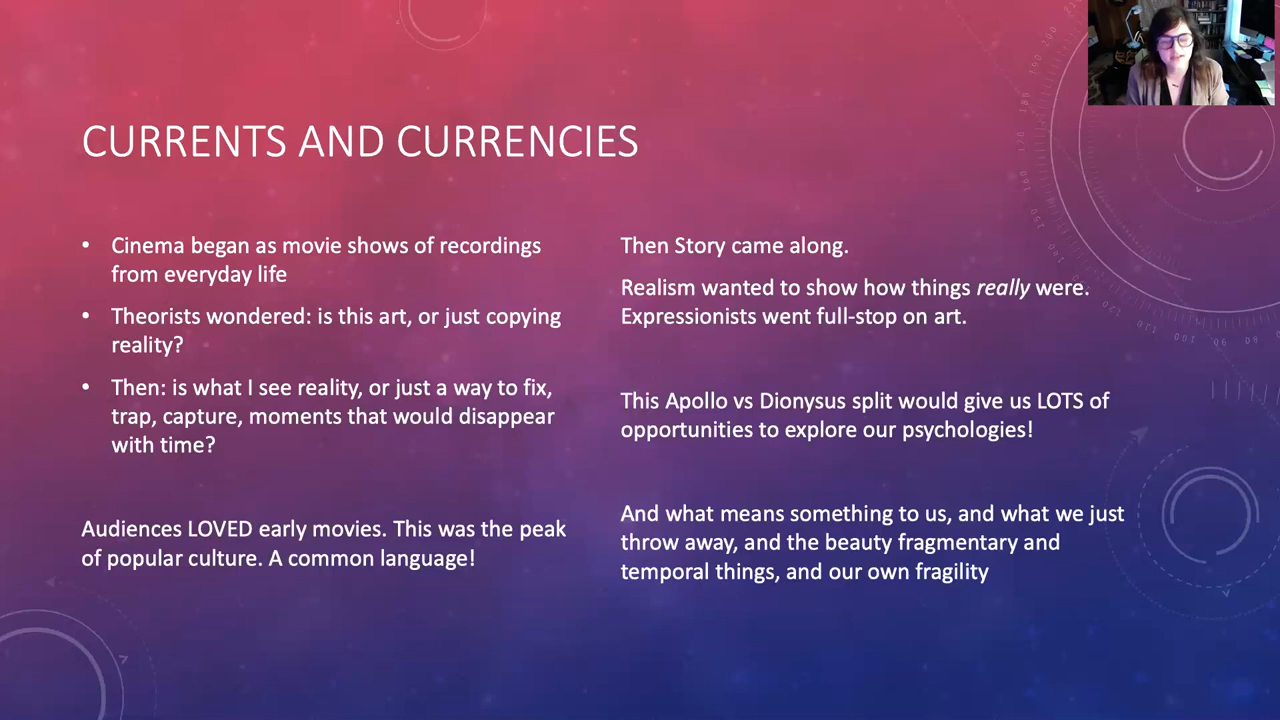 CURRENTS AND CURRENCIES
• Cinema began as movie shows of recordings
from everyday life
• Theorists wondered: is this art, or just copying
reality?
• Then: is what I see reality, or just a way to fix,
trap, capture, moments that would disappear
with time?
Audiences LOVED early movies. This was the peak
of popular culture. A common language!
Then Story came along.
Realism wanted to show how things really were.
Expressionists went full-stop on art.
This Apollo vs Dionysus split would give us LOTS of
opportunities to explore our psychologies!
And what means something to us, and what we just
throw away, and the beauty fragmentary and
temporal things, and our own fragility